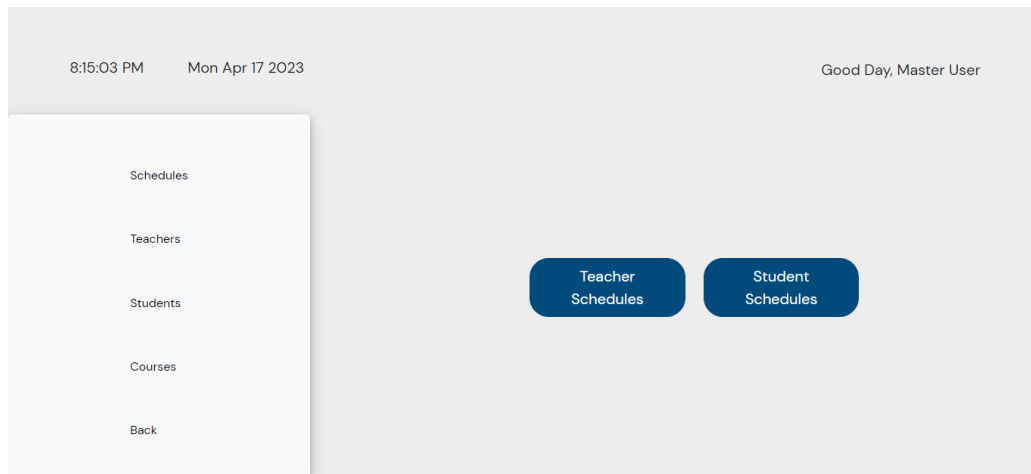 8:15:03 PM Mon Apr 17 2023
Good Day, Master User
Schedules
Teachers
Students
Courses
Back
Teacher
Schedules
Student
Schedules